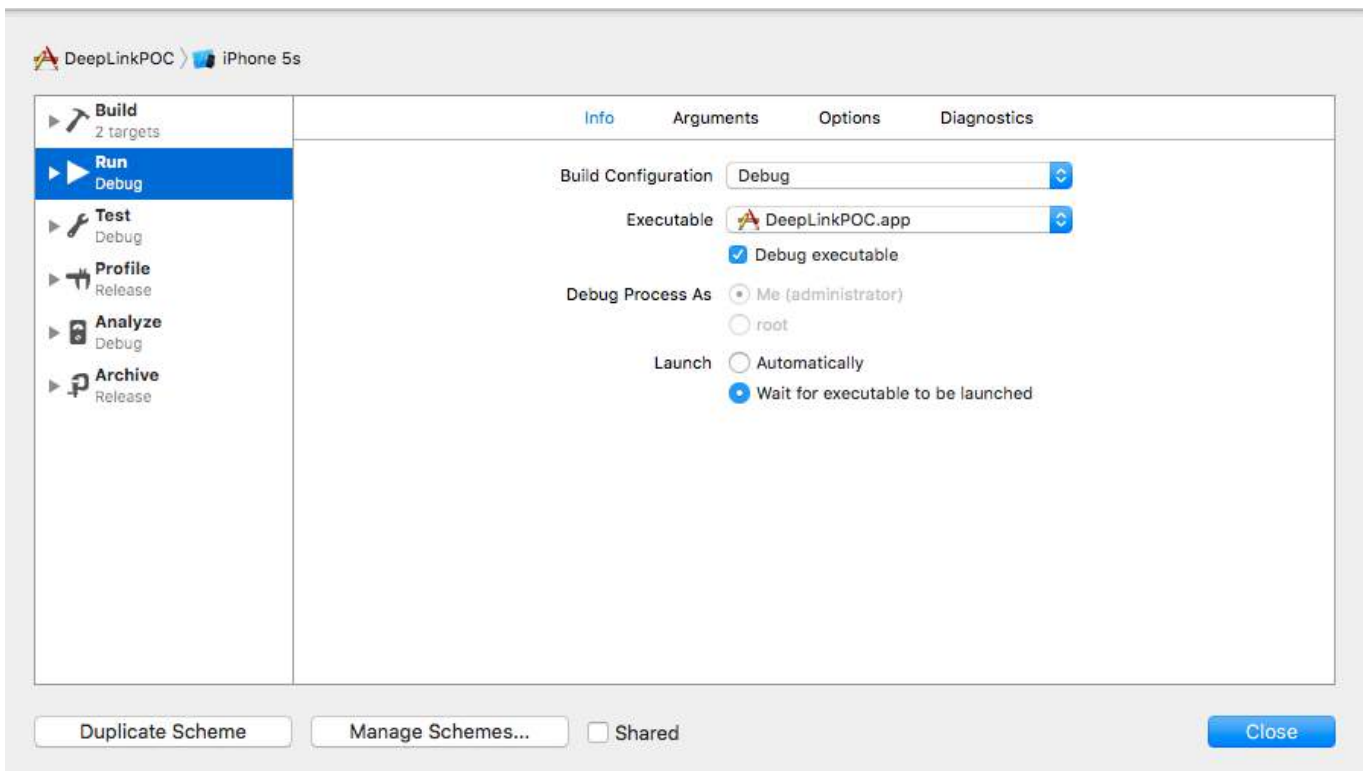 DeepLinkPOC iPhone 5s
Build
2 targets
Run
Debug
Test
Debug
Profile
Release
Analyze
Debug
Archive
Release
Info Arguments Options Diagnostics
Build Configuration Debug
Executable DeepLinkPOC.app
Debug executable
Debug Process As Me (administrator)
root
Launch Automatically
Wait for executable to be launched
Duplicate Scheme Manage Schemes... Shared Close